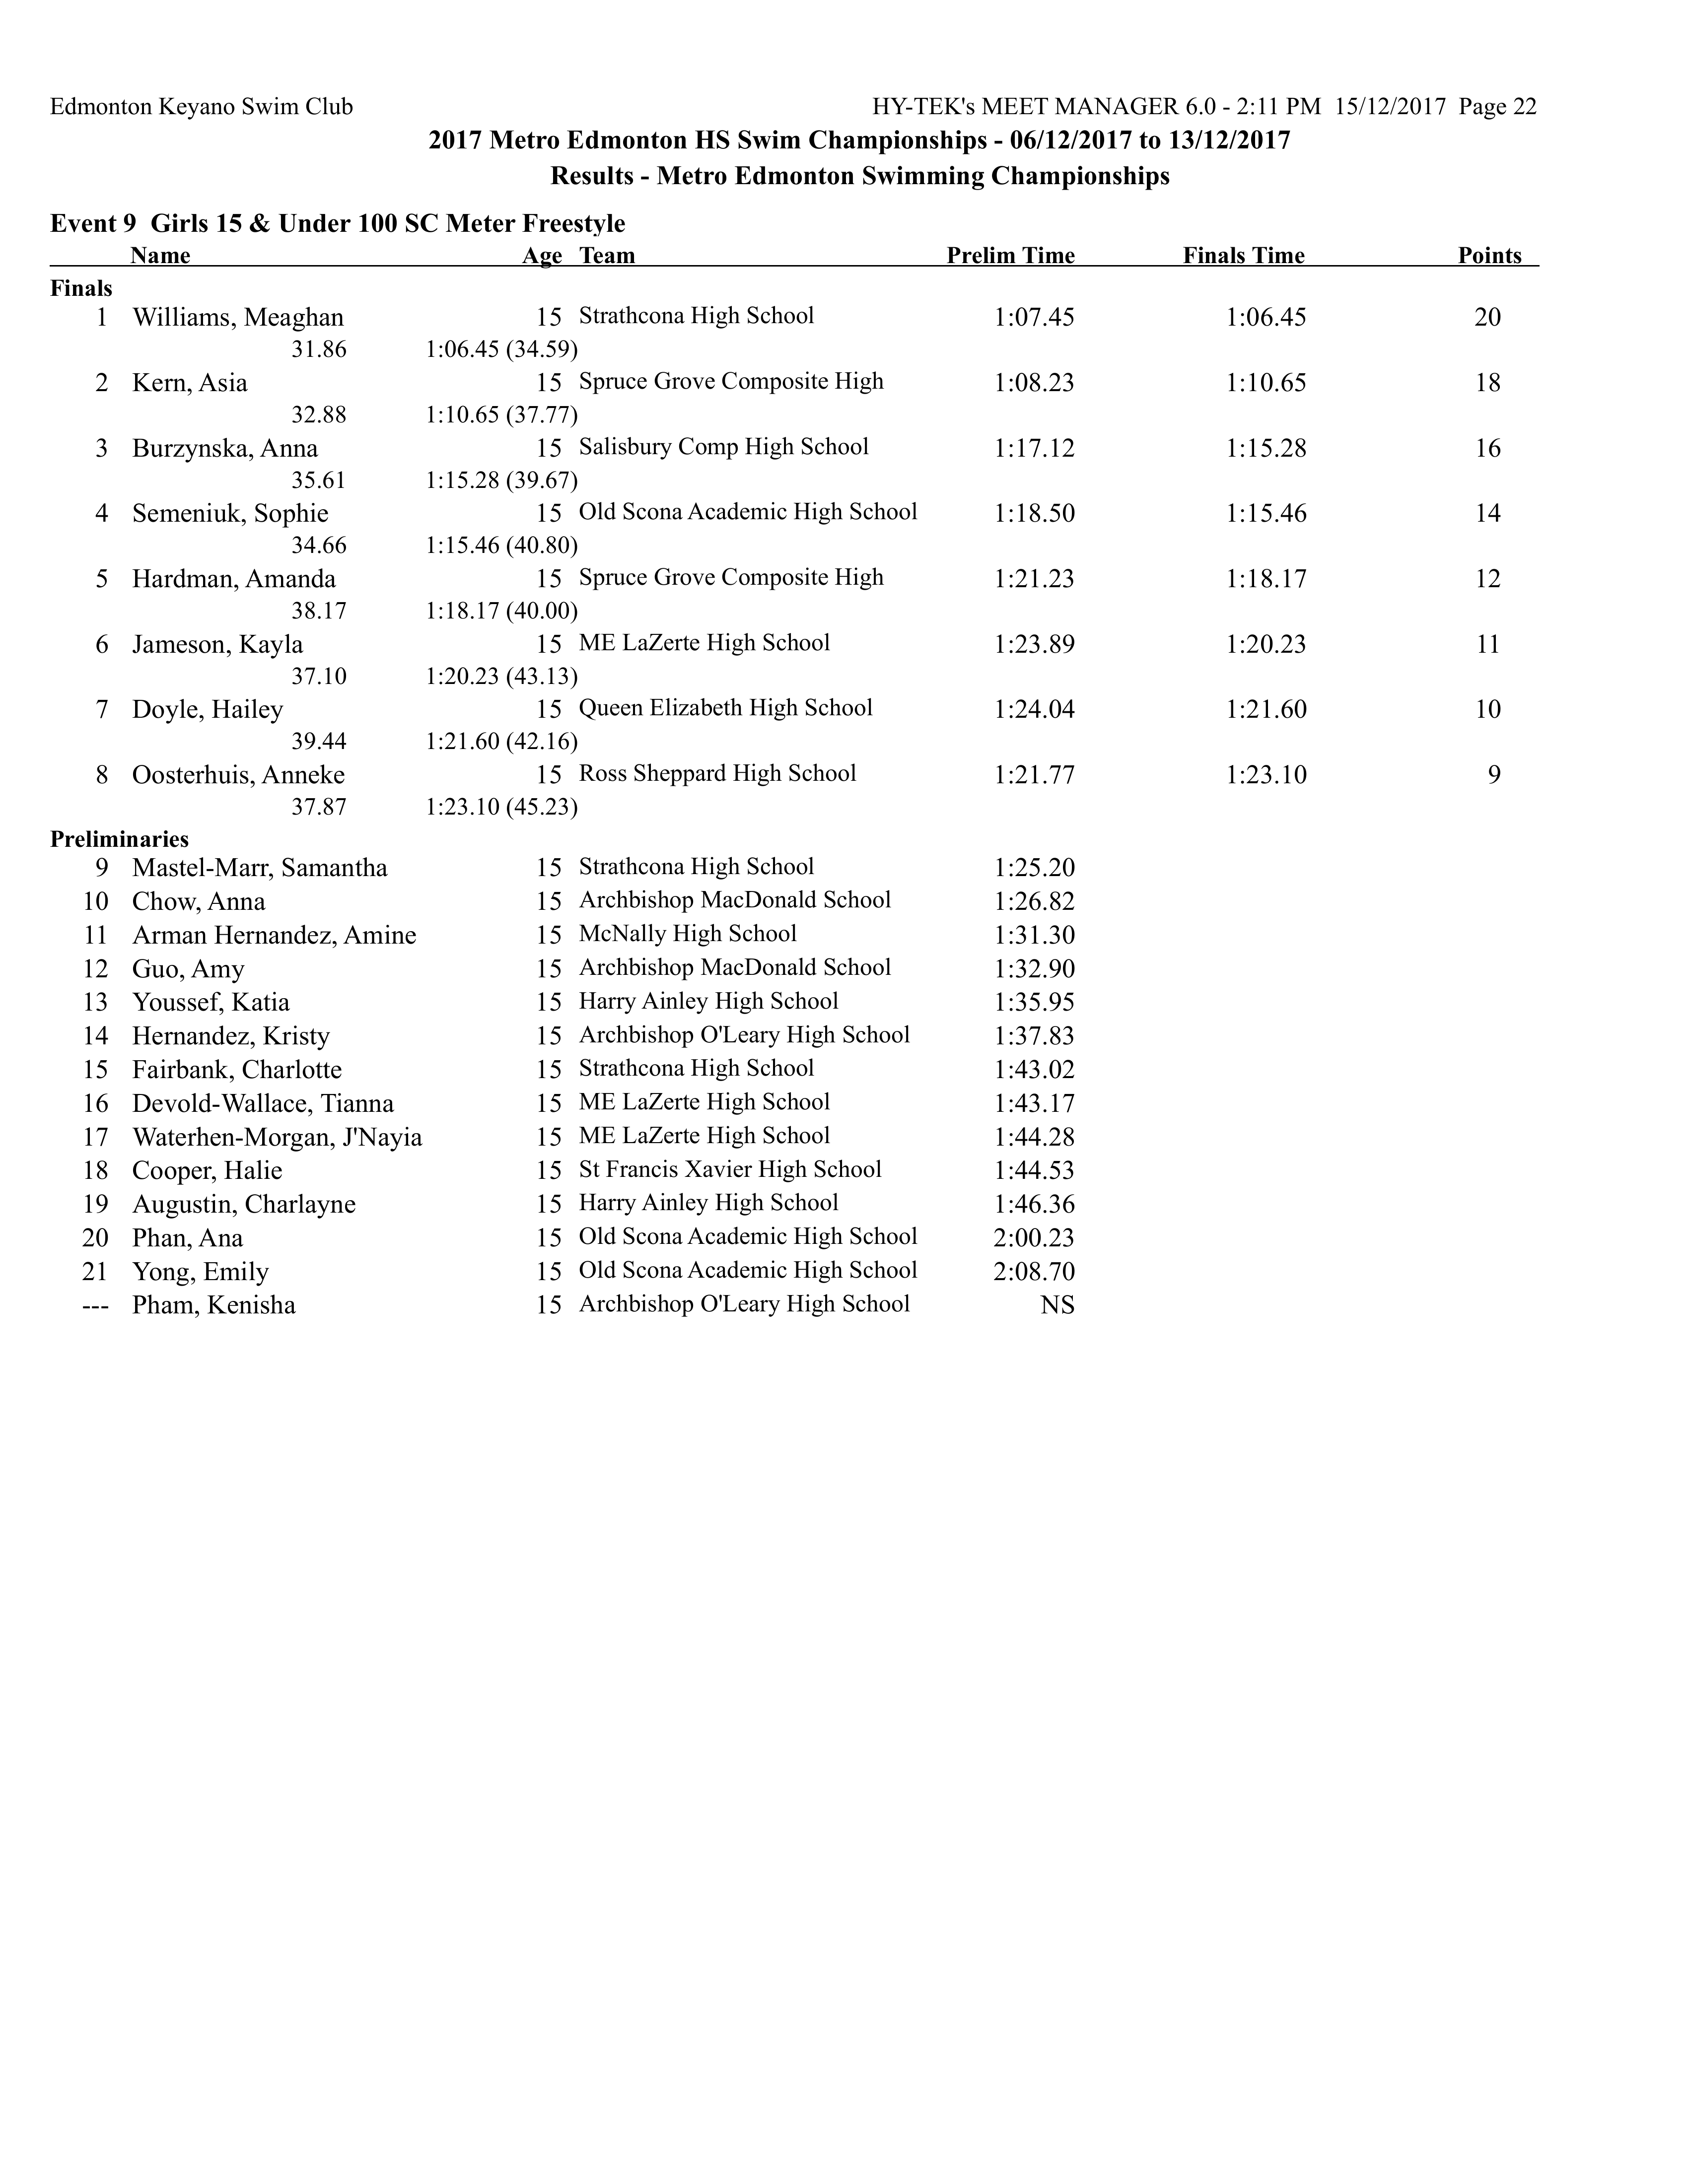 Edmonton Keyano Swim Club HY-TEK's MEET MANAGER 6.0 - 2:11 PM 15/12/2017 Page 22
2017 Metro Edmonton HS Swim Championships - 06/12/2017 to 13/12/2017
Results - Metro Edmonton Swimming Championships
Event 9 Girls 15 & Under 100 SC Meter Freestyle
Name Age Team Prelim Time Finals Time Points
Finals
1 Williams, Meaghan 15 Strathcona High School 1:07.45 1:06.45 20
31.86 1:06.45 (34.59)
2 Kern, Asia 15 Spruce Grove Composite High 1:08.23 1:10.65 18
32.88 1:10.65 (37.77)
3 Burzynska, Anna 15 Salisbury Comp High School 1:17.12 1:15.28 16
35.61 1:15.28 (39.67)
4 Semeniuk, Sophie 15 Old Scona Academic High School 1:18.50 1:15.46 14
34.66 1:15.46 (40.80)
5 Hardman, Amanda 15 Spruce Grove Composite High 1:21.23 1:18.17 12
38.17 1:18.17 (40.00)
6 Jameson, Kayla 15 ME LaZerte High School 1:23.89 1:20.23 11
37.10 1:20.23 (43.13)
7 Doyle, Hailey 15 Queen Elizabeth High School 1:24.04 1:21.60 10
39.44 1:21.60 (42.16)
8 Oosterhuis, Anneke 15 Ross Sheppard High School 1:21.77 1:23.10 9
37.87 1:23.10 (45.23)
Preliminaries
9 Mastel-Marr, Samantha 15 Strathcona High School 1:25.20
10 Chow, Anna 15 Archbishop MacDonald School 1:26.82
11 Arman Hernandez, Amine 15 McNally High School 1:31.30
12 Guo, Amy 15 Archbishop MacDonald School 1:32.90
13 Youssef, Katia 15 Harry Ainley High School 1:35.95
14 Hernandez, Kristy 15 Archbishop O'Leary High School 1:37.83
15 Fairbank, Charlotte 15 Strathcona High School 1:43.02
16 Devold-Wallace, Tianna 15 ME LaZerte High School 1:43.17
17 Waterhen-Morgan, J'Nayia 15 ME LaZerte High School 1:44.28
18 Cooper, Halie 15 St Francis Xavier High School 1:44.53
19 Augustin, Charlayne 15 Harry Ainley High School 1:46.36
20 Phan, Ana 15 Old Scona Academic High School 2:00.23
21 Yong, Emily 15 Old Scona Academic High School 2:08.70
--- Pham, Kenisha 15 Archbishop O'Leary High School NS